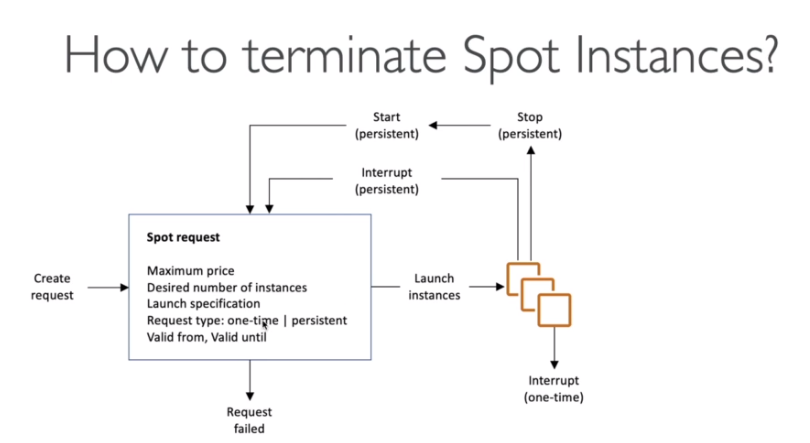 How to terminate Spot Instances?
Start
(persistent)
Stop
(persistent)
Interrupt
(persistent)
Spot request
Maximum price
Desired number of instances
Launch specification
Request type: one-time | persistent
Valid from, Valid until
Create
request
Launch
instances
Interrupt
(one-time)
Request
failed